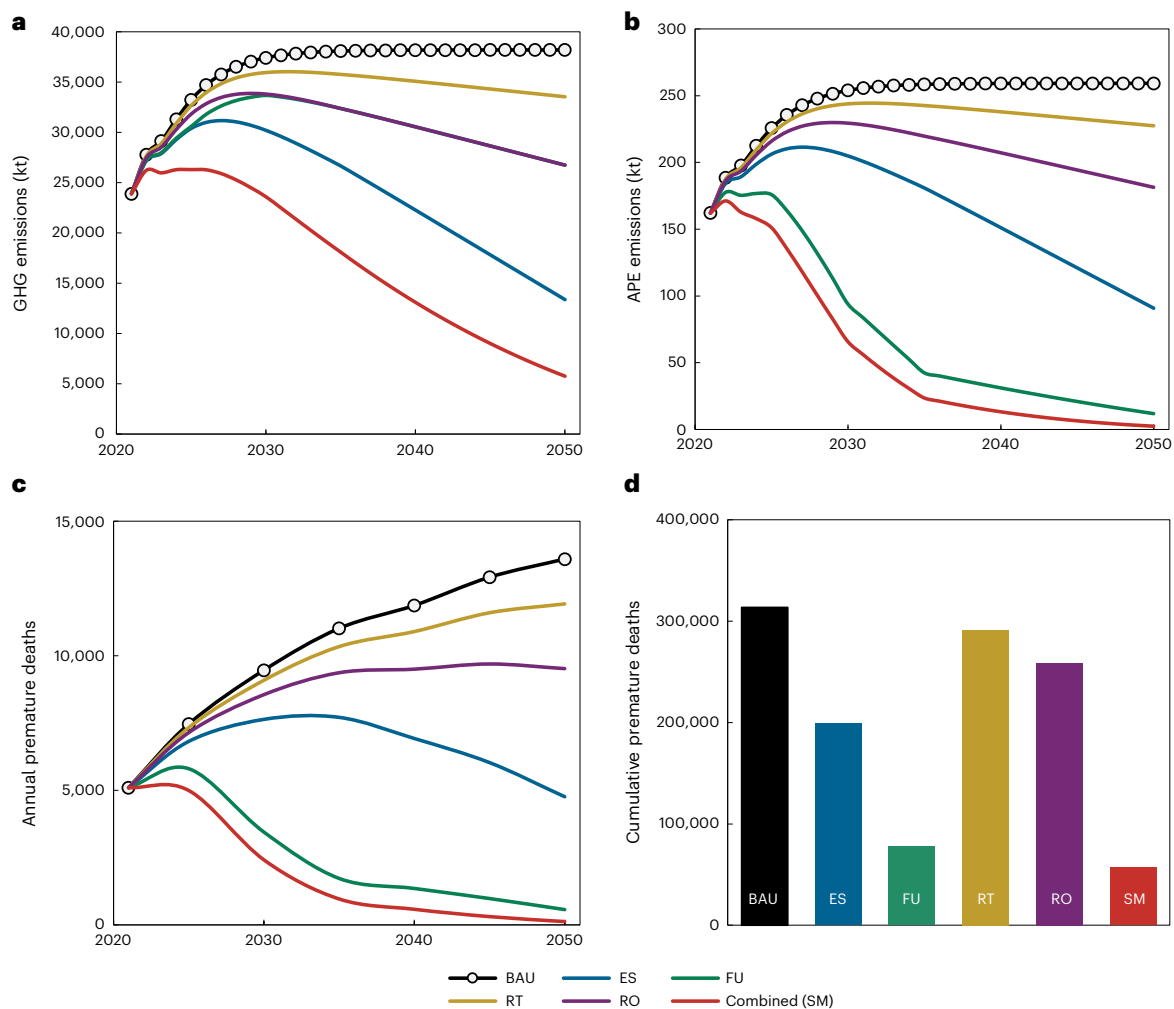 a
GHG emissions (kt)
40,000
35,000
30,000
25,000
20,000
15,000
10,000
5,000
0
2020
2030
2040
2050
b
APE emissions (kt)
300
250
200
150
100
50
0
2020
2030
2040
2050
c
Annual premature deaths
15,000
10,000
5,000
0
2020
2030
2040
2050
d
Cumulative premature deaths
400,000
300,000
200,000
100,000
0
BAU
ES
FU
RT
RO
SM
BAU
ES
FU
RT
RO
Combined (SM)